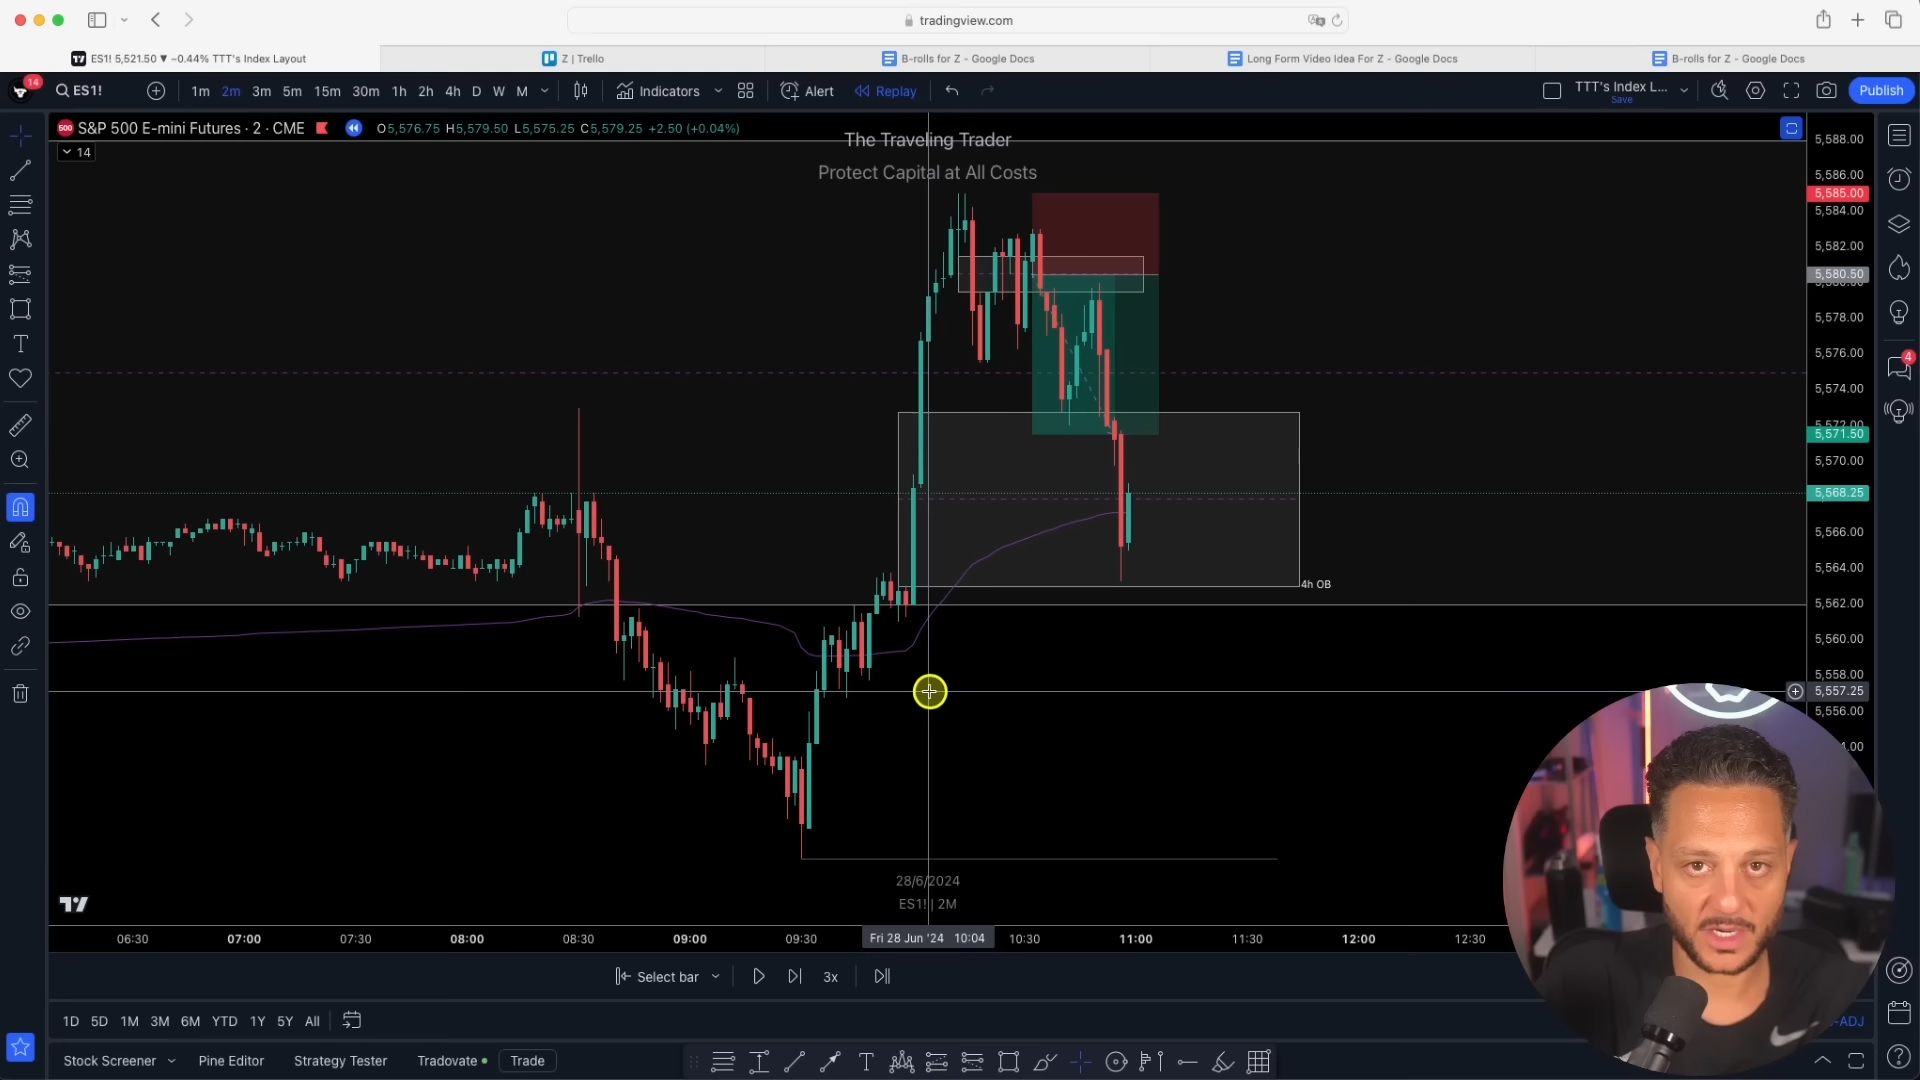 tradingview.com
ES1! 5,521.50 ▼ −0.44% TTT's Index Layout
Z | Trello
B-rolls for Z - Google Docs
Long Form Video Idea For Z - Google Docs
B-rolls for Z - Google Docs
14
ES1!
1m 2m 3m 5m 15m 30m 1h 2h 4h D W M
Indicators
Alert
Replay
TTT's Index L...
Save
Publish
500 S&P 500 E-mini Futures · 2 · CME
O5,576.75 H5,579.50 L5,575.25 C5,579.25 +2.50 (+0.04%)
14
The Traveling Trader
Protect Capital at All Costs
5,588.00
5,586.00
5,585.00
5,584.00
5,582.00
5,580.50
5,578.00
5,576.00
5,574.00
5,572.00
5,571.50
5,570.00
5,568.25
5,566.00
5,564.00
5,562.00
5,560.00
5,558.00
5,557.25
5,556.00
4
4h OB
28/6/2024
ES1! | 2M
06:30 07:00 07:30 08:00 08:30 09:00 09:30 Fri 28 Jun '24 10:04 10:30 11:00 11:30 12:00 12:30
Select bar
3x
1D 5D 1M 3M 6M YTD 1Y 5Y All
-ADJ
Stock Screener
Pine Editor
Strategy Tester
Tradovate
Trade